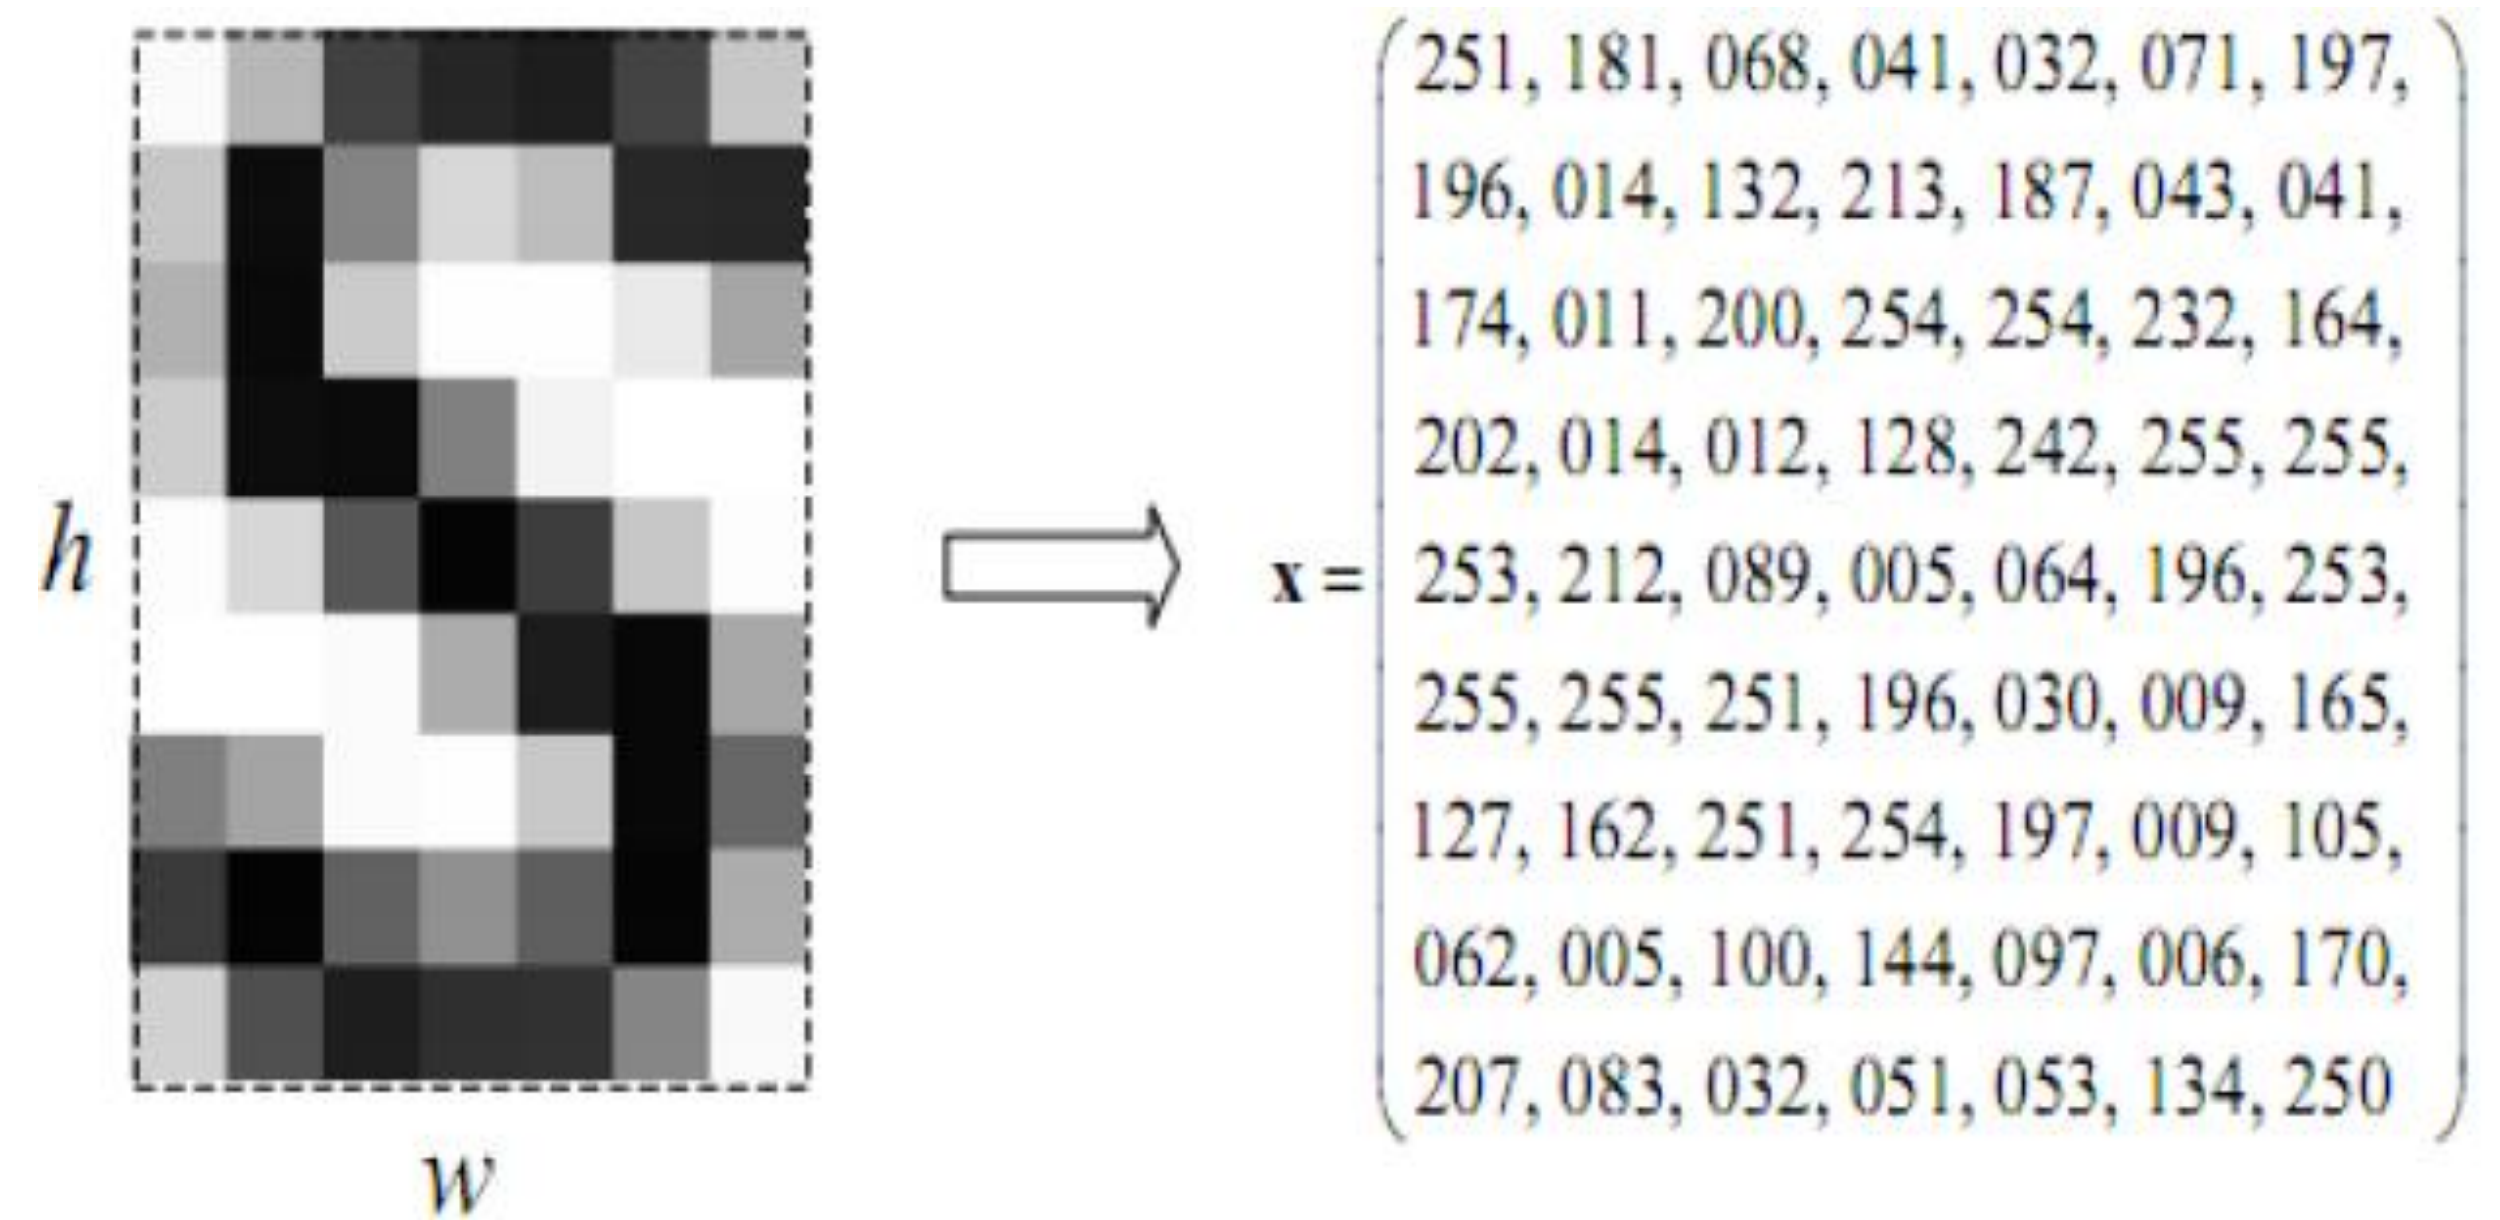 251, 181, 068, 041, 032, 071, 197,
196, 014, 132, 213, 187, 043, 041,
174, 011, 200, 254, 254, 232, 164,
202, 014, 012, 128, 242, 255, 255,
h
x =
253, 212, 089, 005, 064, 196, 253,
255, 255, 251, 196, 030, 009, 165,
127, 162, 251, 254, 197, 009, 105,
062, 005, 100, 144, 097, 006, 170,
207, 083, 032, 051, 053, 134, 250
w